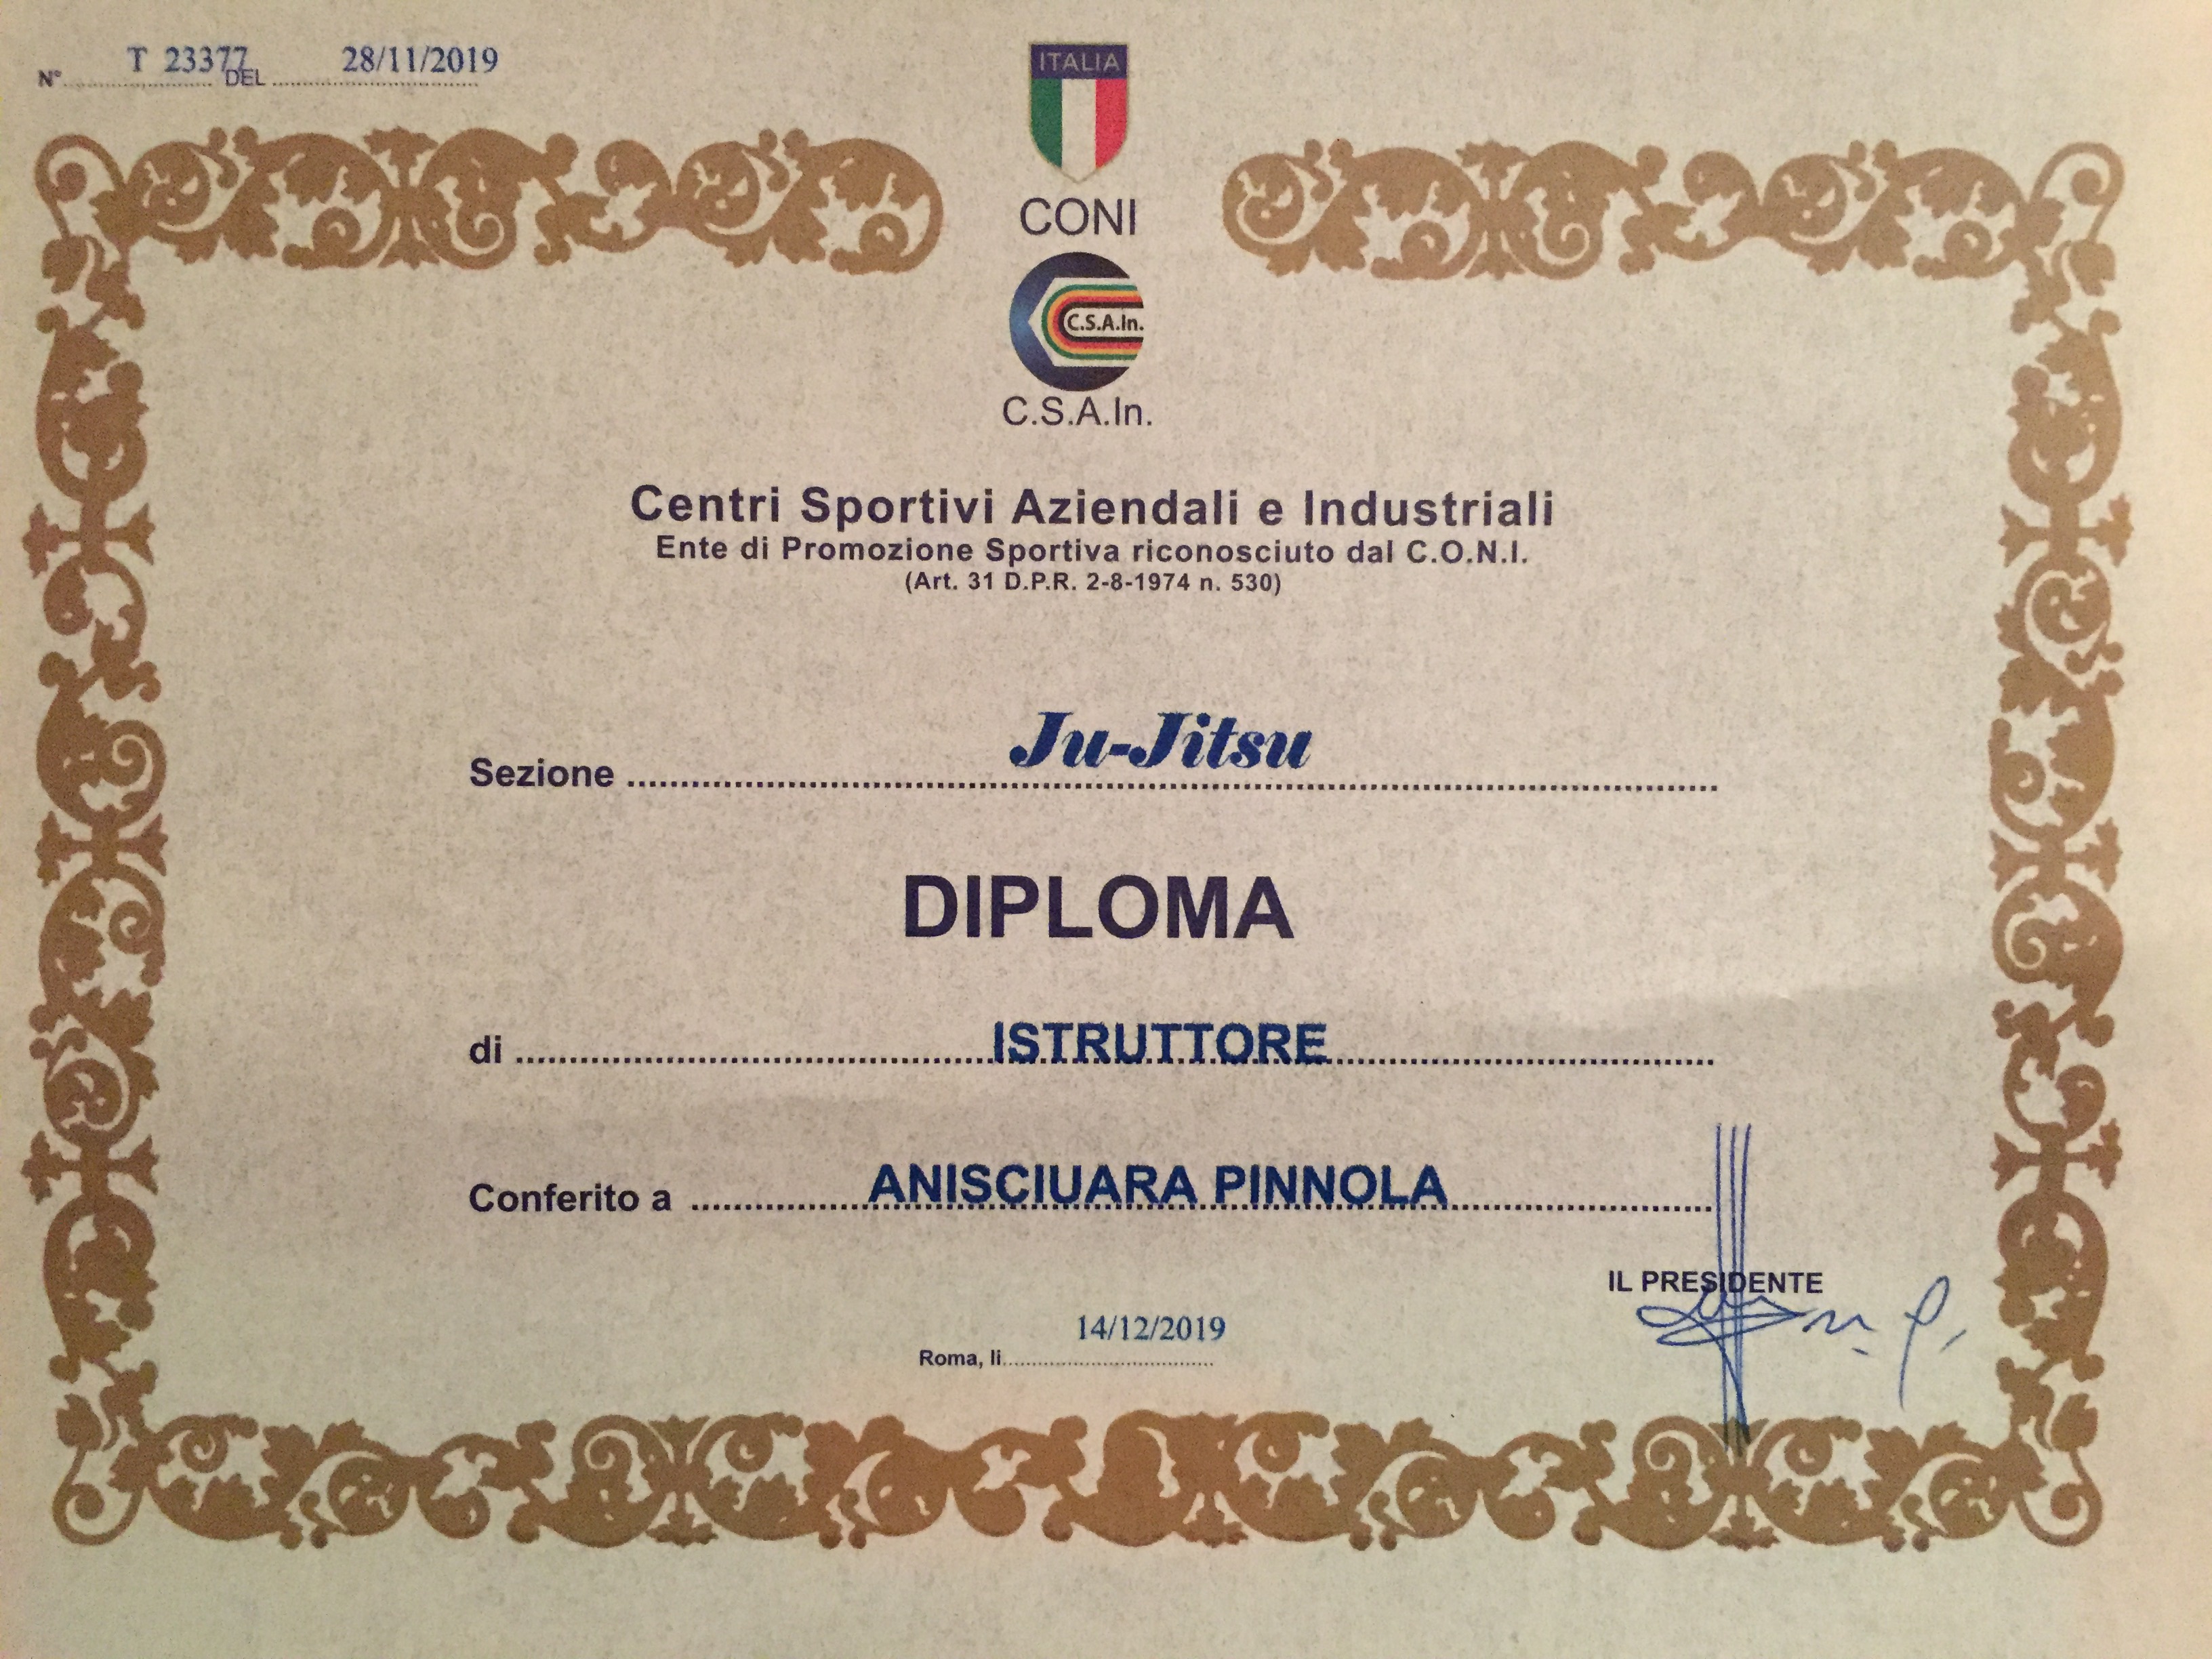 N° T 23377 DEL 28/11/2019
ITALIA
CONI
C.S.A.In.
C.S.A.In.
Centri Sportivi Aziendali e Industriali
Ente di Promozione Sportiva riconosciuto dal C.O.N.I.
(Art. 31 D.P.R. 2-8-1974 n. 530)
Sezione Ju-Jitsu
DIPLOMA
di ISTRUTTORE
Conferito a ANISCIUARA PINNOLA
IL PRESIDENTE
Roma, li 14/12/2019